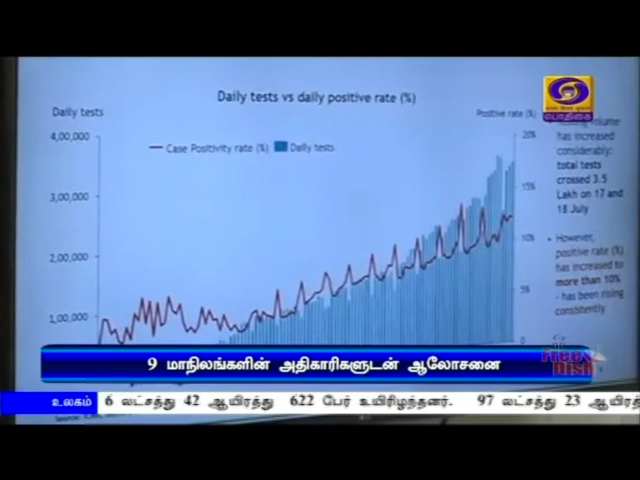 Daily tests vs daily positive rate (%)
Daily tests
Positive rate (%)
4,00,000
3,00,000
2,00,000
1,00,000
Case Positivity rate (%)
Daily tests
20%
15%
10%
5%
0
பொதிகை
volume
has increased
considerably:
total tests
crossed 3.5
Lakh on 17 and
18 July
• However,
positive rate (%)
has increased to
more than 10%
- has been rising
consistently
Free
Dish
9 மாநிலங்களின் அதிகாரிகளுடன் ஆலோசனை
உலகம் 6 லட்சத்து 42 ஆயிரத்து 622 பேர் உயிரிழந்தனர். 97 லட்சத்து 23 ஆயிரத